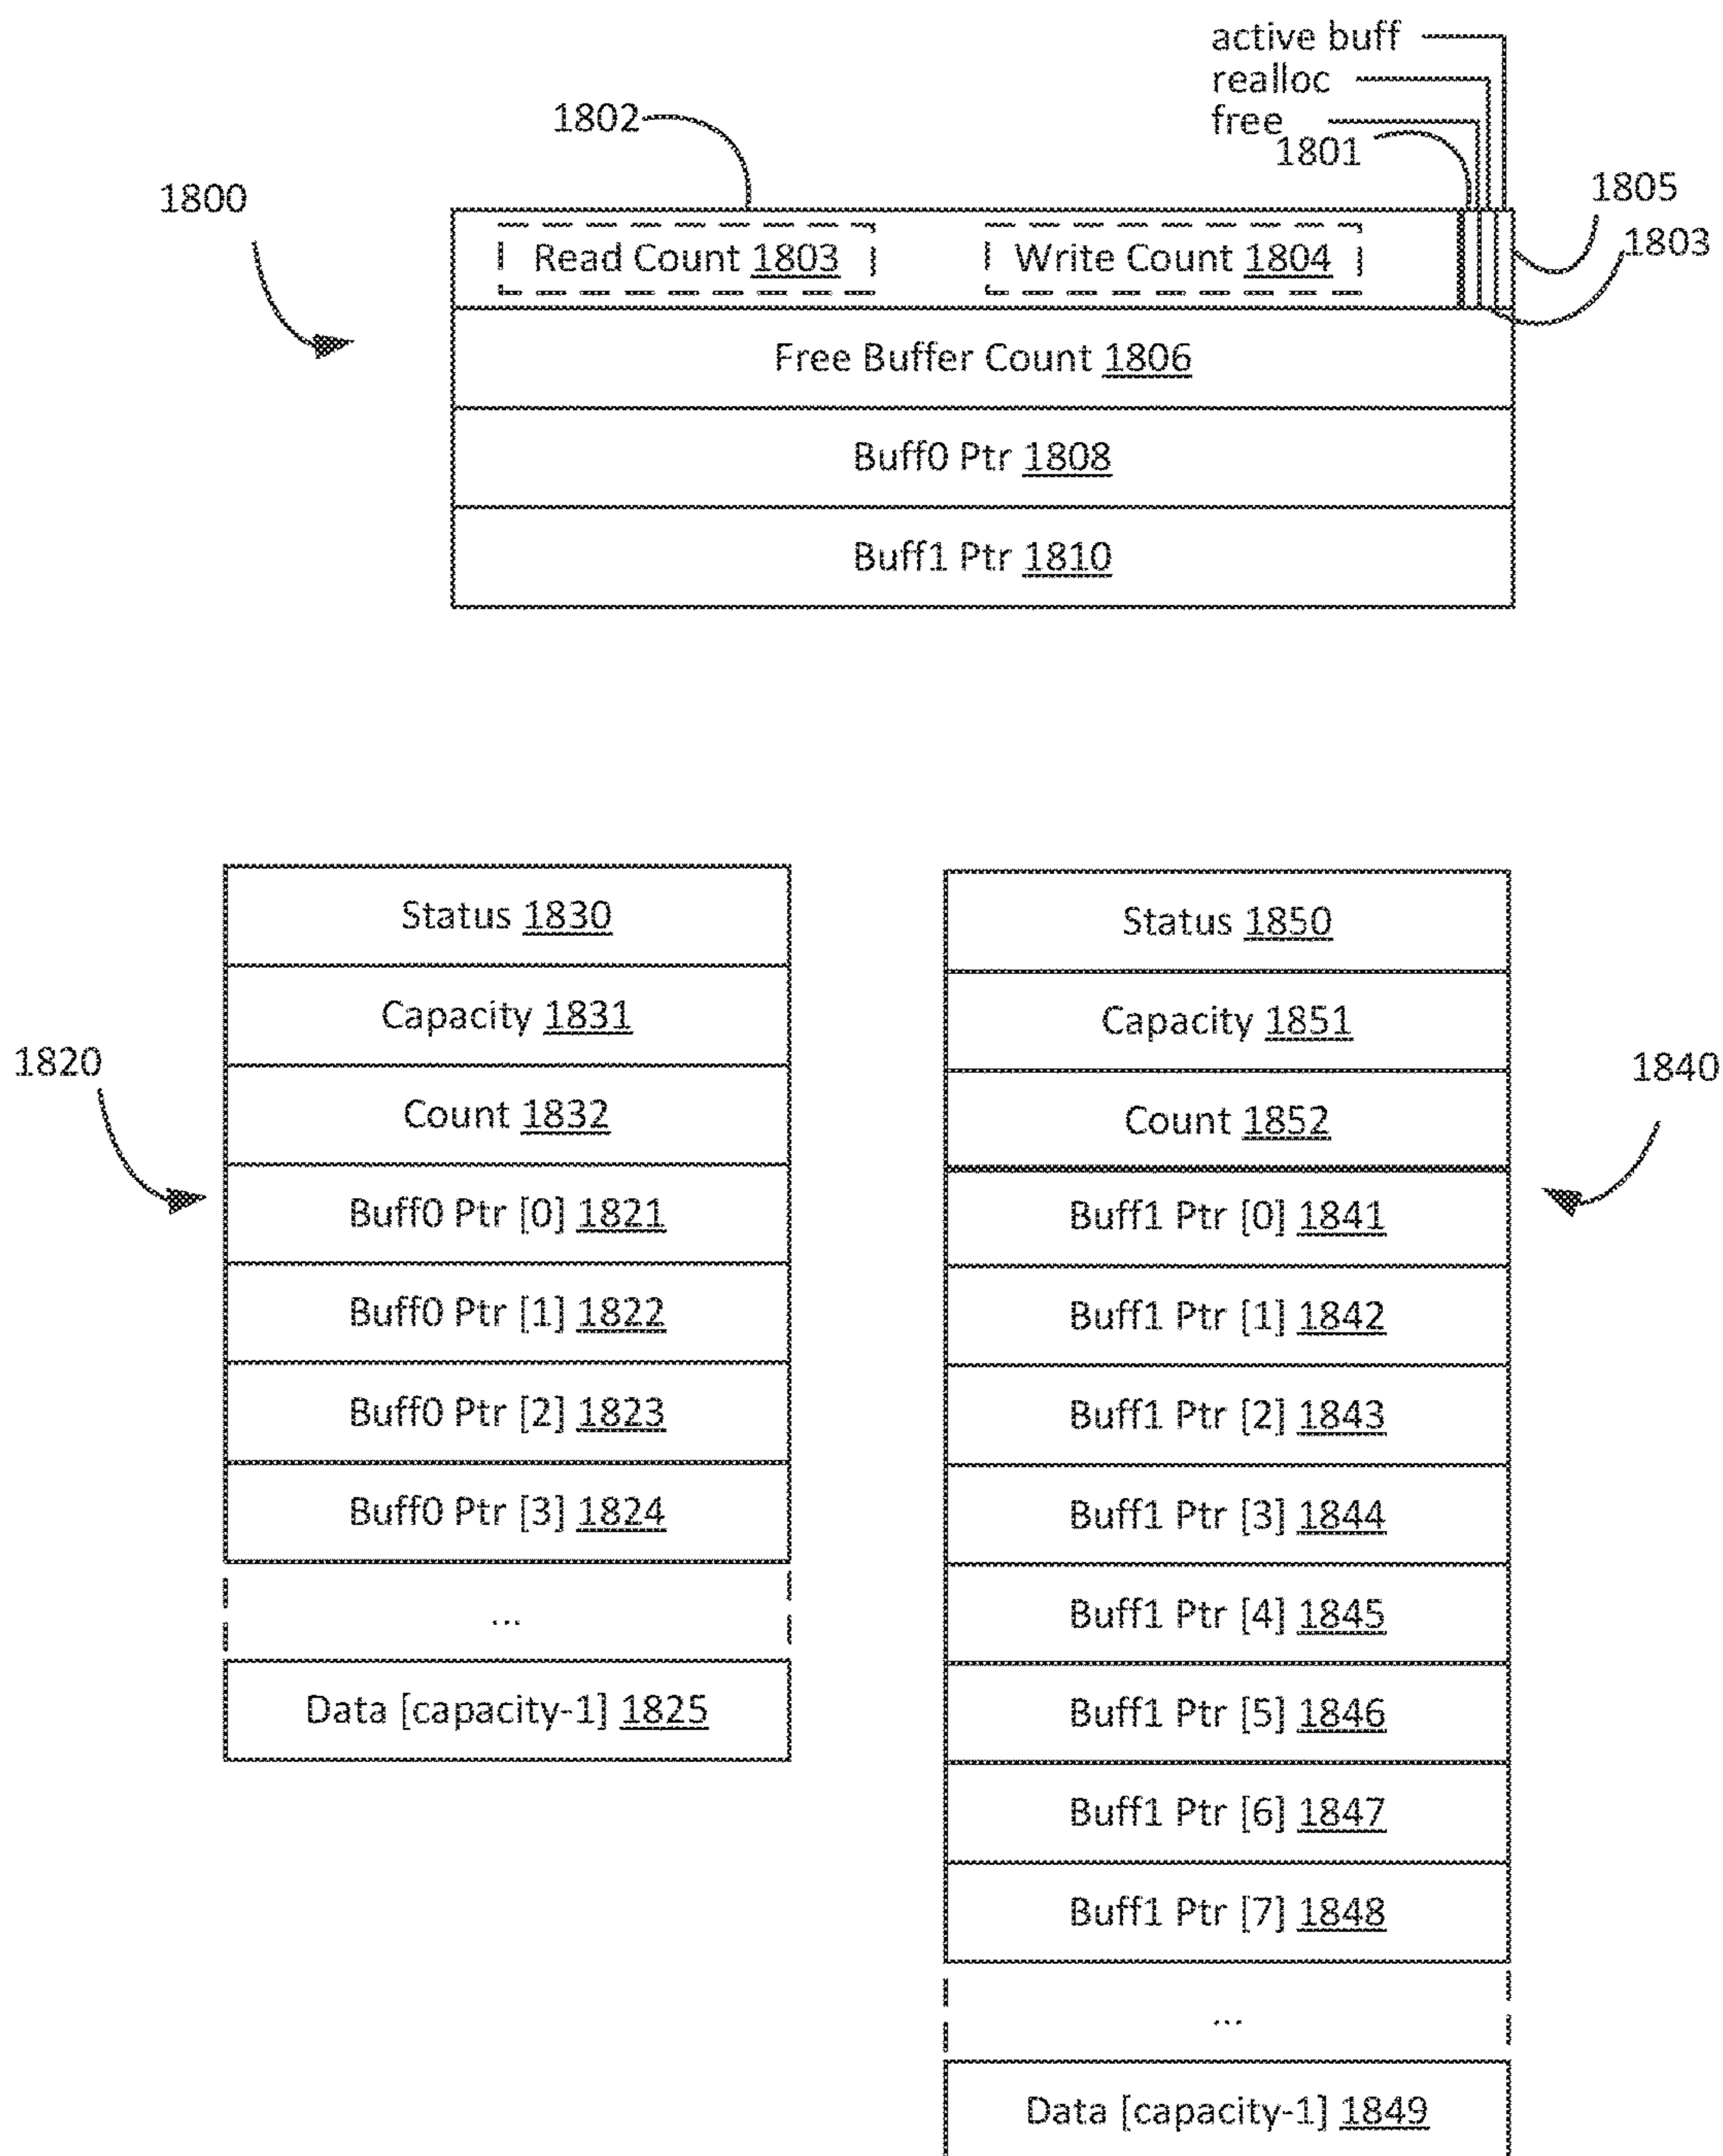 active buff
realloc
free
1801
1802
1800
1805
1803
Read Count 1803
Write Count 1804
Free Buffer Count 1806
Buff0 Ptr 1808
Buff1 Ptr 1810
1820
Status 1830
Capacity 1831
Count 1832
Buff0 Ptr [0] 1821
Buff0 Ptr [1] 1822
Buff0 Ptr [2] 1823
Buff0 Ptr [3] 1824
...
Data [capacity-1] 1825
1840
Status 1850
Capacity 1851
Count 1852
Buff1 Ptr [0] 1841
Buff1 Ptr [1] 1842
Buff1 Ptr [2] 1843
Buff1 Ptr [3] 1844
Buff1 Ptr [4] 1845
Buff1 Ptr [5] 1846
Buff1 Ptr [6] 1847
Buff1 Ptr [7] 1848
...
Data [capacity-1] 1849